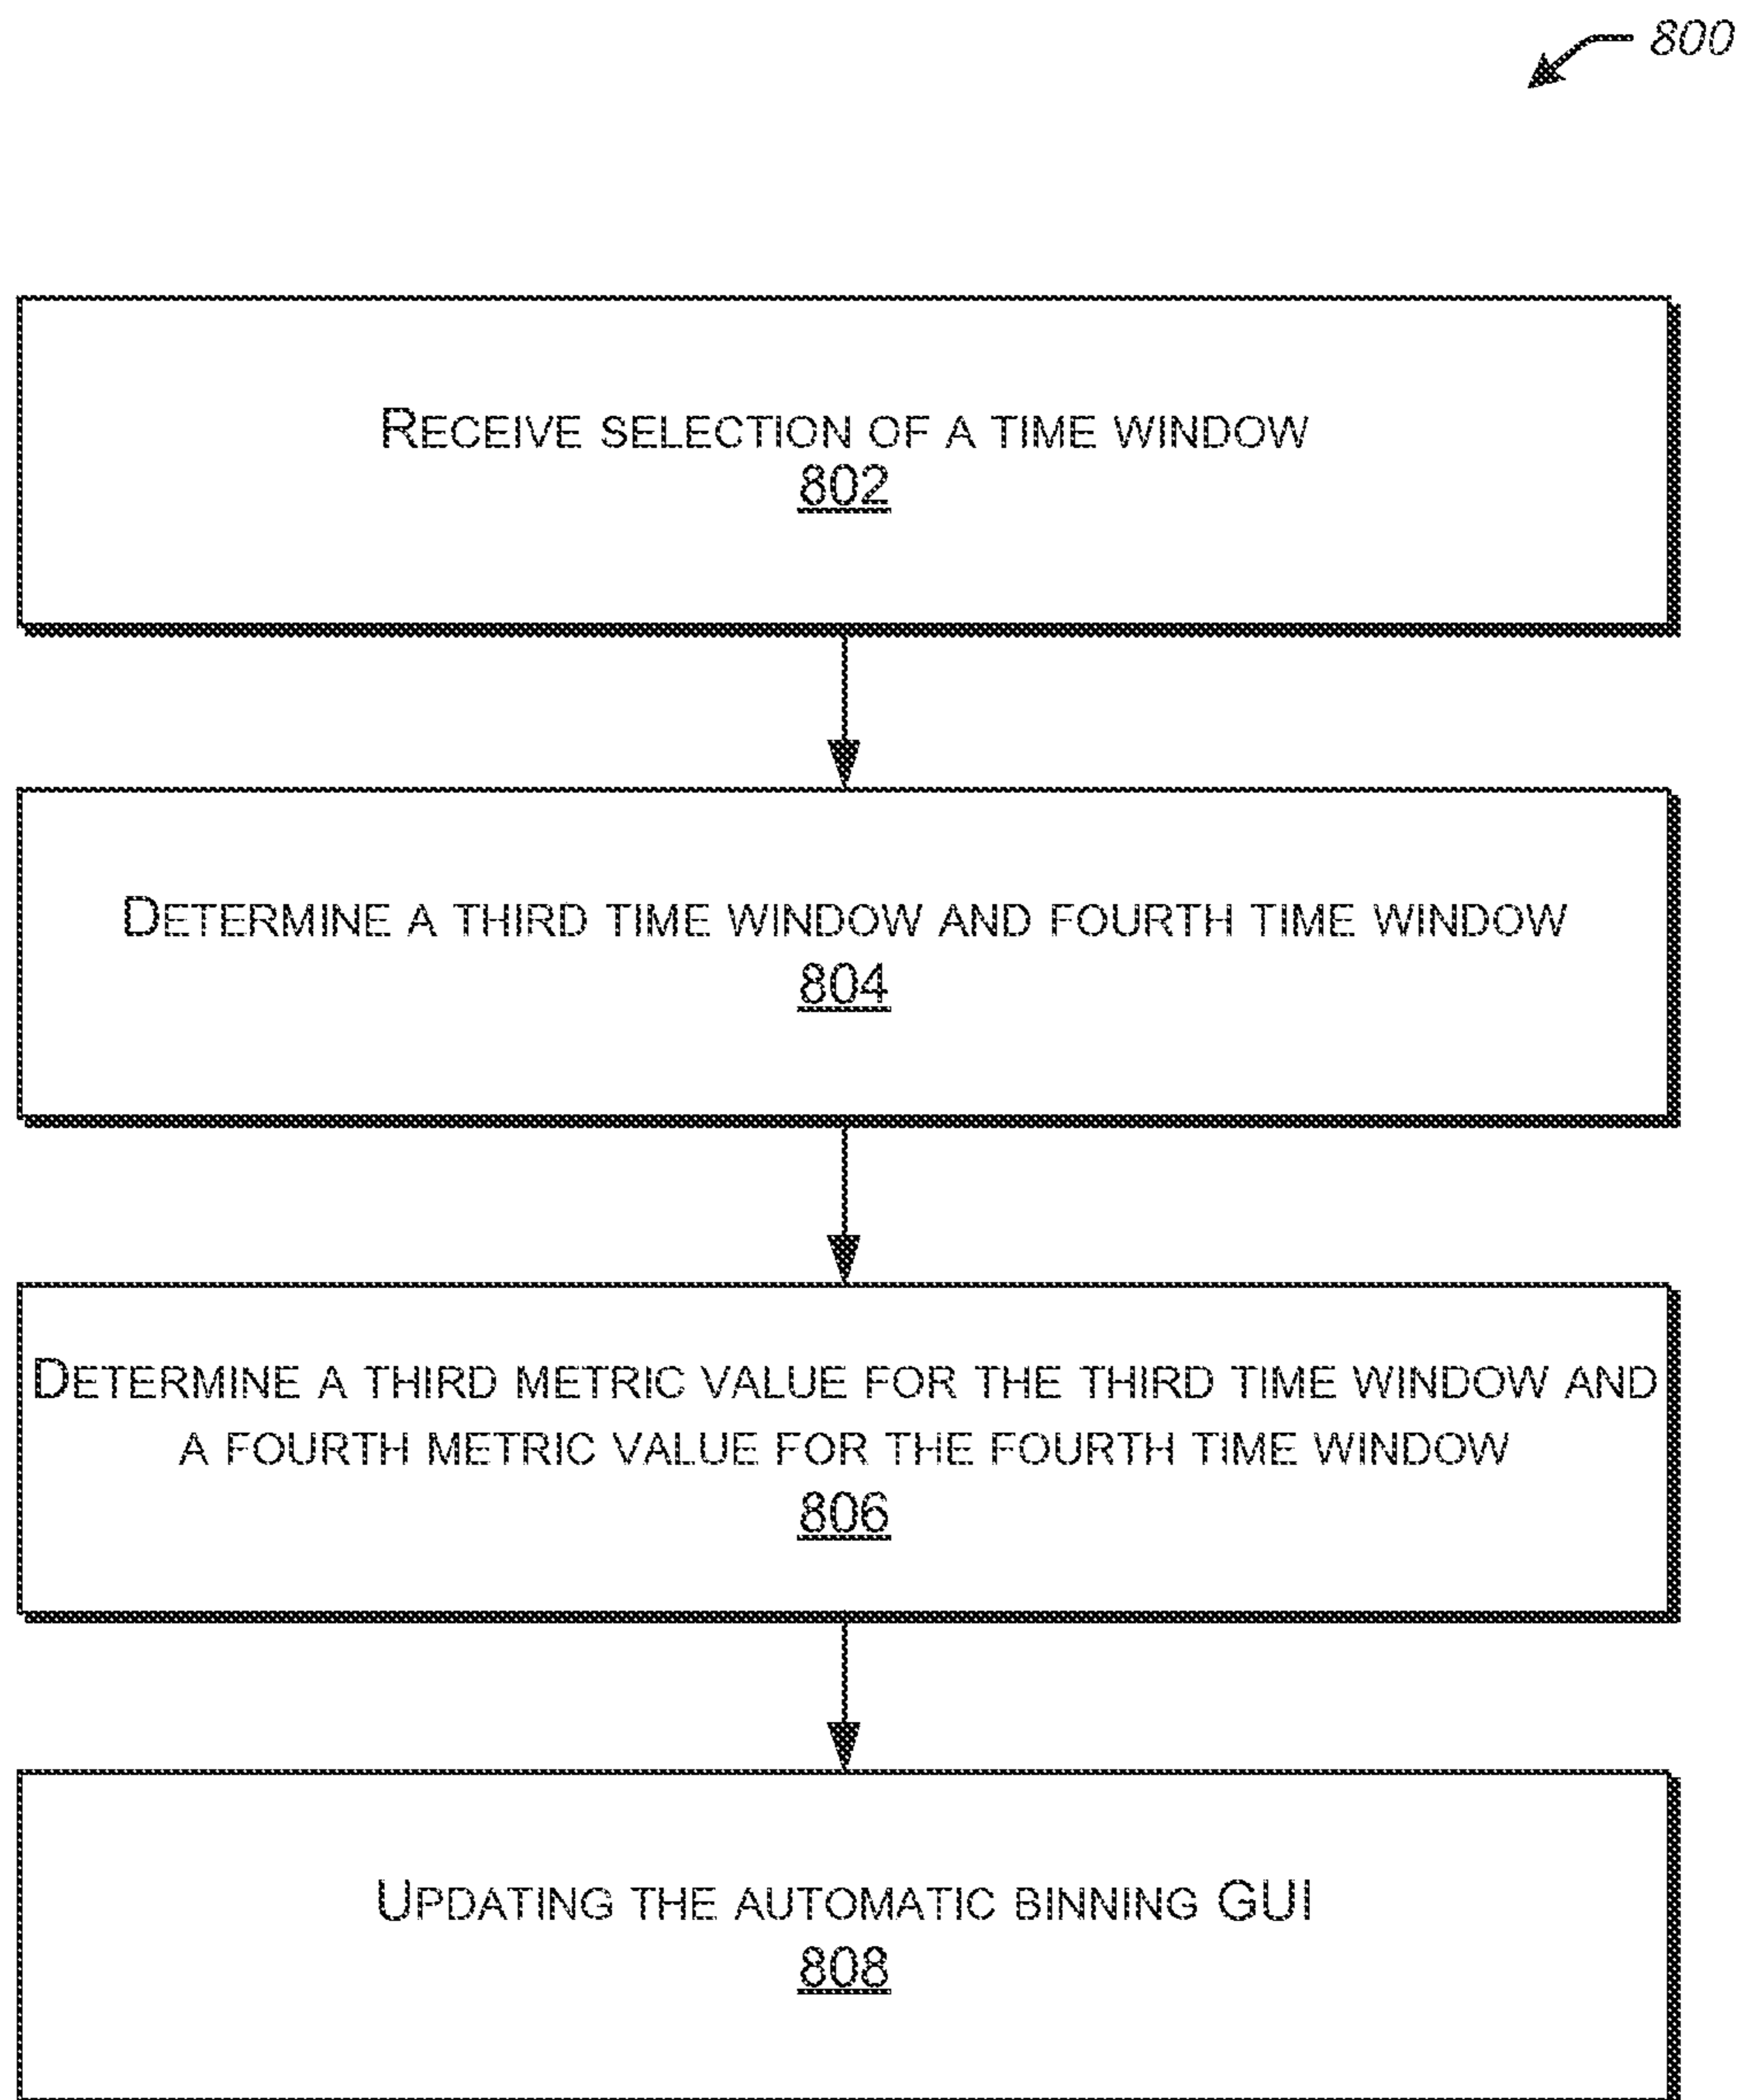 800
RECEIVE SELECTION OF A TIME WINDOW
802
DETERMINE A THIRD TIME WINDOW AND FOURTH TIME WINDOW
804
DETERMINE A THIRD METRIC VALUE FOR THE THIRD TIME WINDOW AND
A FOURTH METRIC VALUE FOR THE FOURTH TIME WINDOW
806
UPDATING THE AUTOMATIC BINNING GUI
808